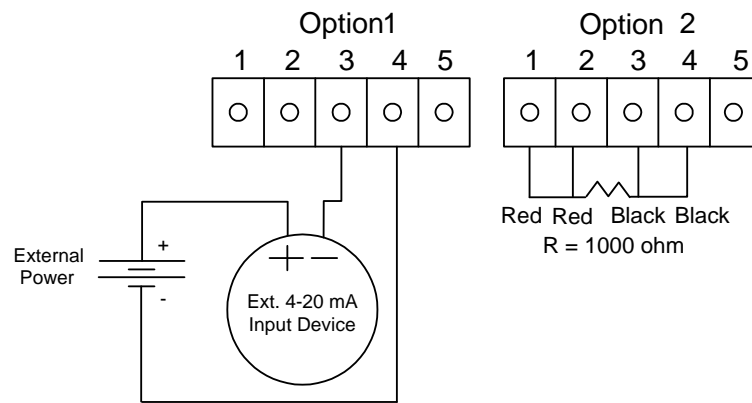 Option1
1 2 3 4 5
External
Power
+
-
+ −
Ext. 4-20 mA
Input Device
Option 2
1 2 3 4 5
Red Red Black Black
R = 1000 ohm